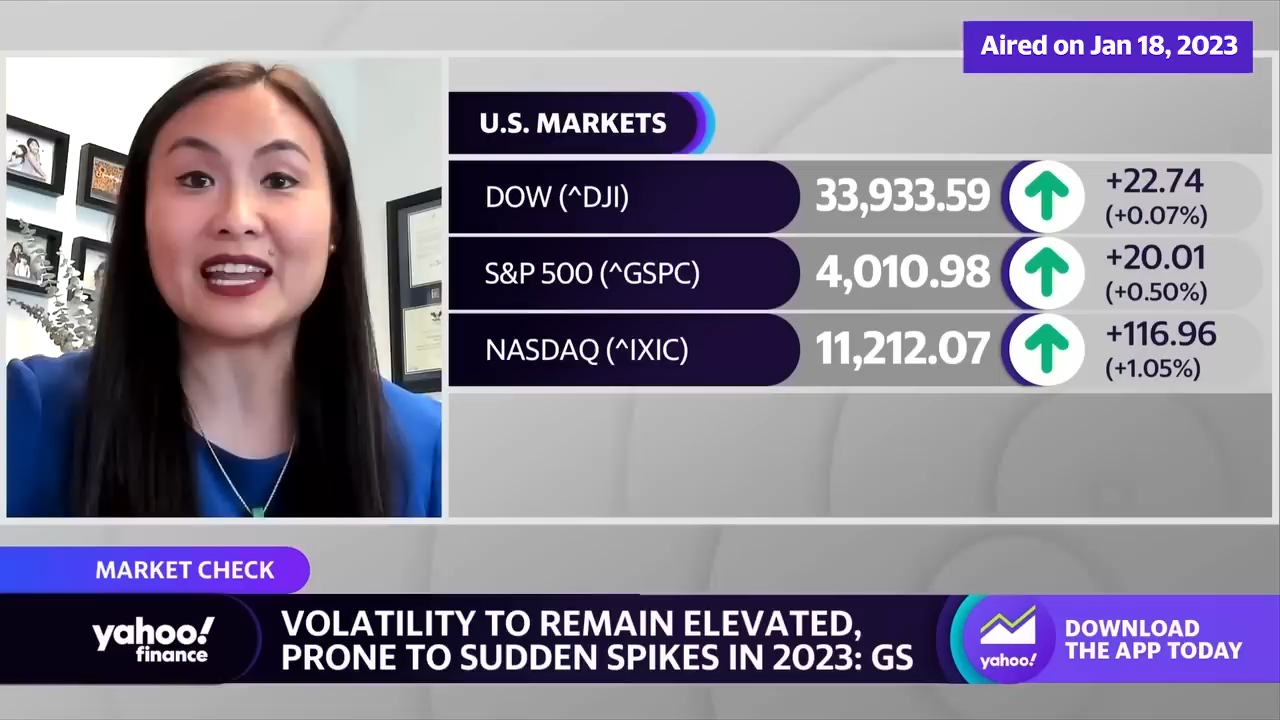 Aired on Jan 18, 2023
U.S. MARKETS
DOW (^DJI) 33,933.59 +22.74
(+0.07%)
S&P 500 (^GSPC) 4,010.98 +20.01
(+0.50%)
NASDAQ (^IXIC) 11,212.07 +116.96
(+1.05%)
MARKET CHECK
yahoo!
finance
VOLATILITY TO REMAIN ELEVATED,
PRONE TO SUDDEN SPIKES IN 2023: GS
yahoo!
DOWNLOAD
THE APP TODAY